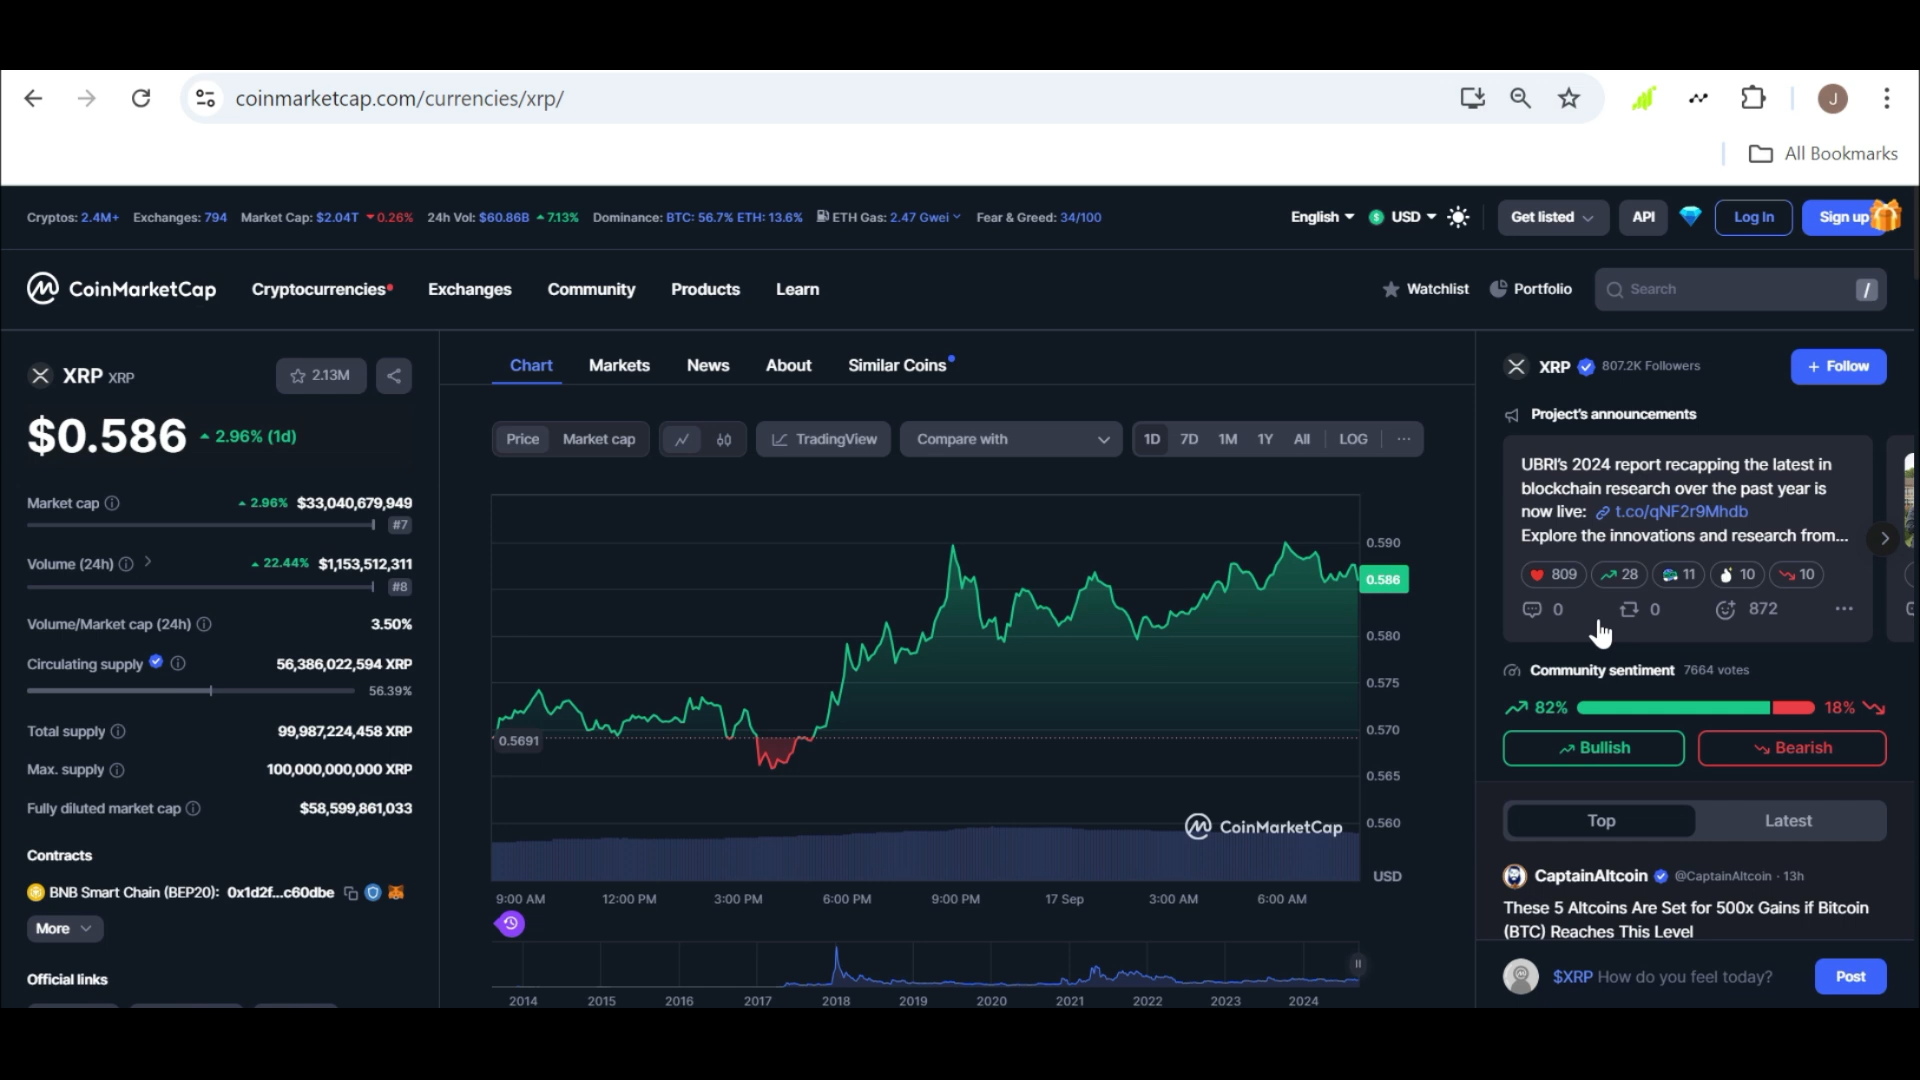 coinmarketcap.com/currencies/xrp/
J
All Bookmarks
Cryptos: 2.4M+ Exchanges: 794 Market Cap: $2.04T 0.26% 24h Vol: $60.86B 7.13% Dominance: BTC: 56.7% ETH: 13.6% ETH Gas: 2.47 Gwei Fear & Greed: 34/100
English USD Get listed API Log In Sign up
CoinMarketCap Cryptocurrencies Exchanges Community Products Learn
Watchlist Portfolio Search /
XRP XRP 2.13M
$0.586 2.96% (1d)
Market cap 2.96% $33,040,679,949
#7
Volume (24h) 22.44% $1,153,512,311
#8
Volume/Market cap (24h) 3.50%
Circulating supply 56,386,022,594 XRP
56.39%
Total supply 99,987,224,458 XRP
Max. supply 100,000,000,000 XRP
Fully diluted market cap $58,599,861,033
Contracts
BNB Smart Chain (BEP20): 0x1d2f...c60dbe
More
Official links
Chart Markets News About Similar Coins
Price Market cap TradingView Compare with 1D 7D 1M 1Y All LOG ...
0.590
0.586
0.580
0.575
0.570
0.5691
0.565
0.560
CoinMarketCap
USD
9:00 AM 12:00 PM 3:00 PM 6:00 PM 9:00 PM 17 Sep 3:00 AM 6:00 AM
2014 2015 2016 2017 2018 2019 2020 2021 2022 2023 2024
XRP 807.2K Followers + Follow
Project's announcements
UBRI's 2024 report recapping the latest in
blockchain research over the past year is
now live: t.co/qNF2r9Mhdb
Explore the innovations and research from...
809 28 11 10 10
0 0 872 ...
Community sentiment 7664 votes
82% 18%
Bullish Bearish
Top Latest
CaptainAltcoin @CaptainAltcoin · 13h
These 5 Altcoins Are Set for 500x Gains if Bitcoin
(BTC) Reaches This Level
$XRP How do you feel today? Post